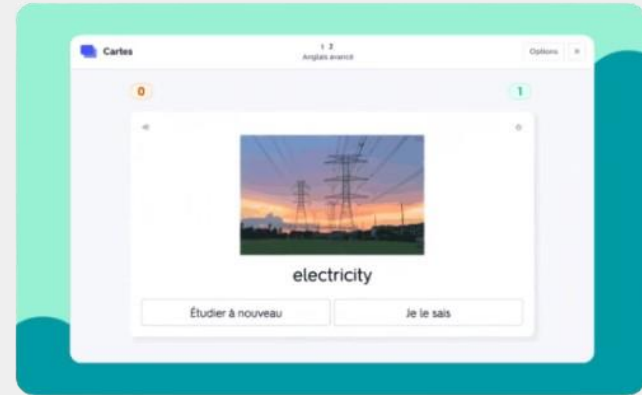 Cartes
1 2
Anglais avancé
Options
×
0
1
electricity
Étudier à nouveau
Je le sais